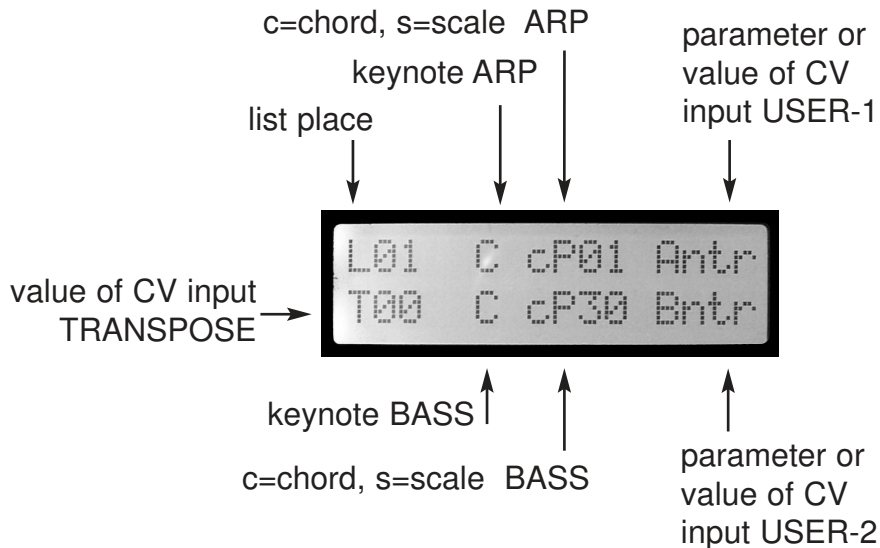 c=chord, s=scale ARP
keynote ARP
list place
parameter or
value of CV
input USER-1
L01 C cP01 Antr
T00 C cP30 Bntr
value of CV input
TRANSPOSE
keynote BASS
c=chord, s=scale BASS
parameter or
value of CV
input USER-2